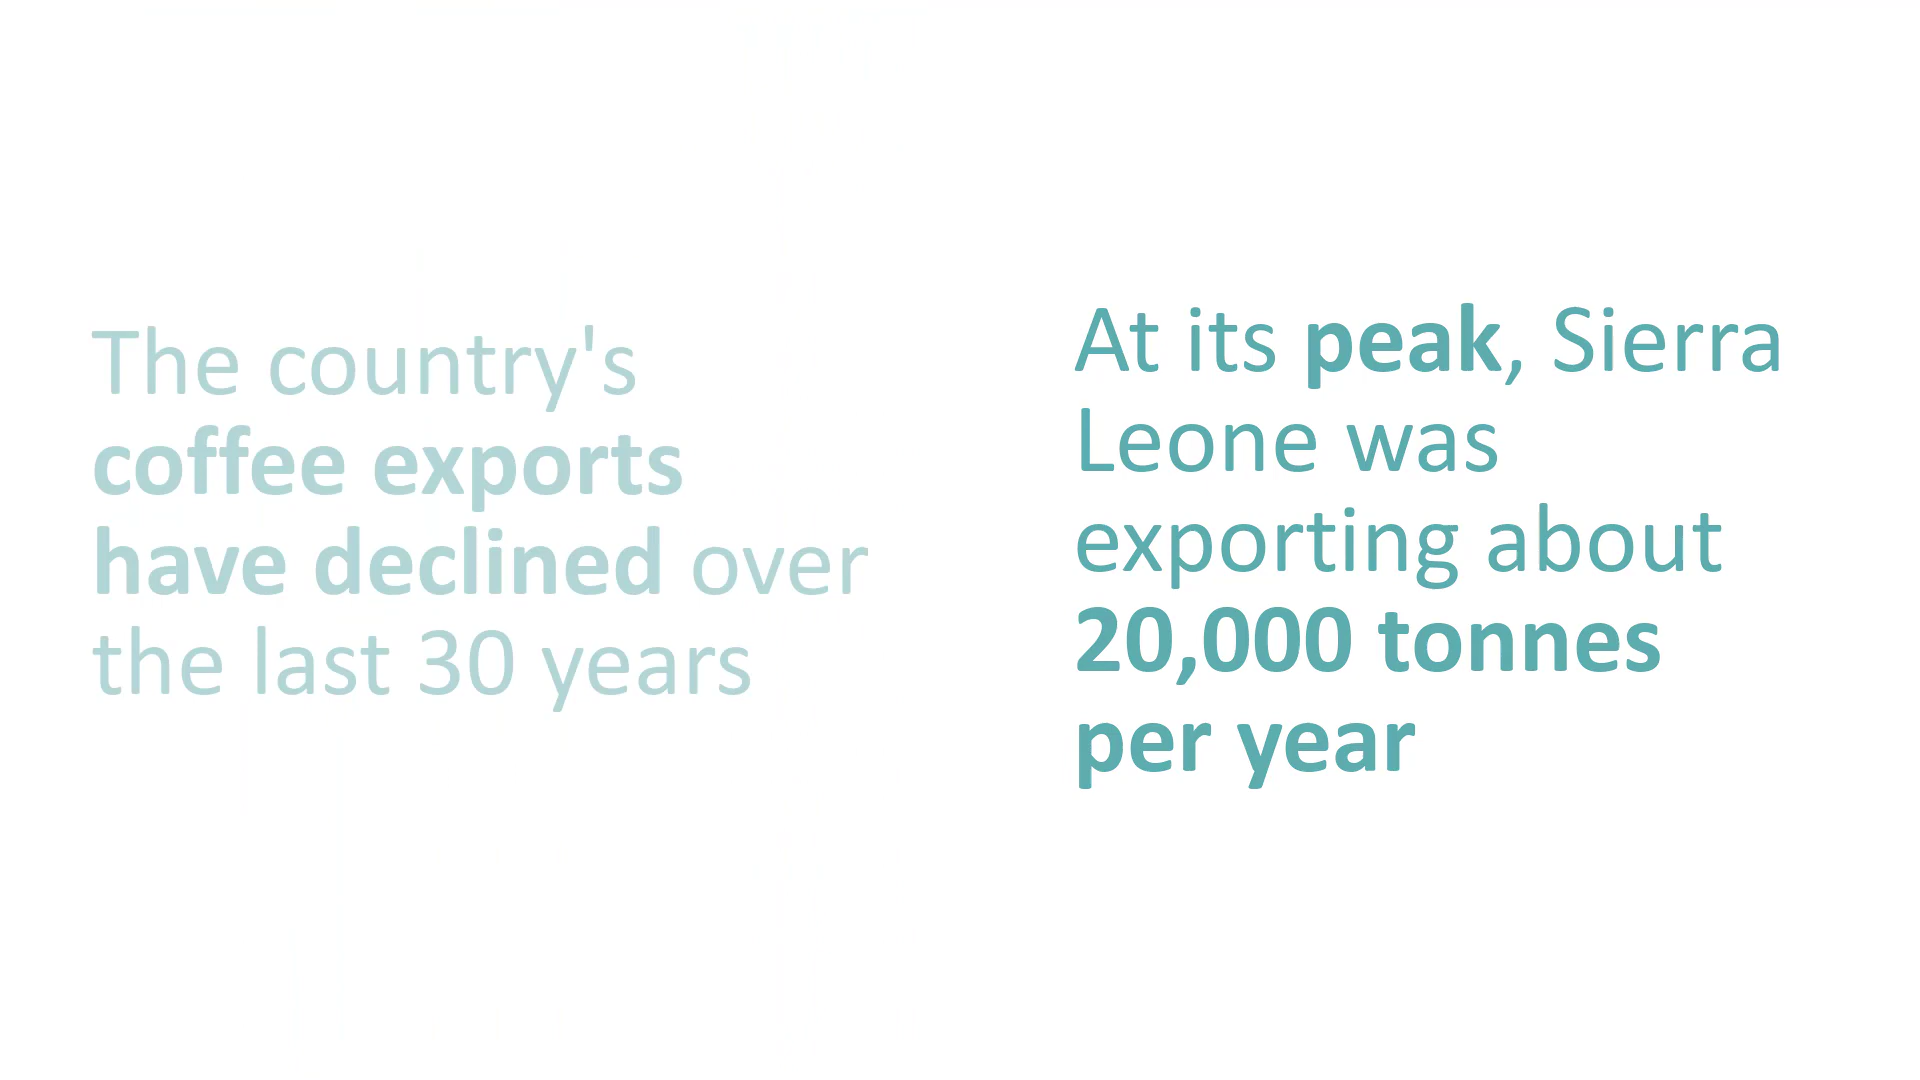 The country's
coffee exports
have declined over
the last 30 years
At its peak, Sierra
Leone was
exporting about
20,000 tonnes
per year